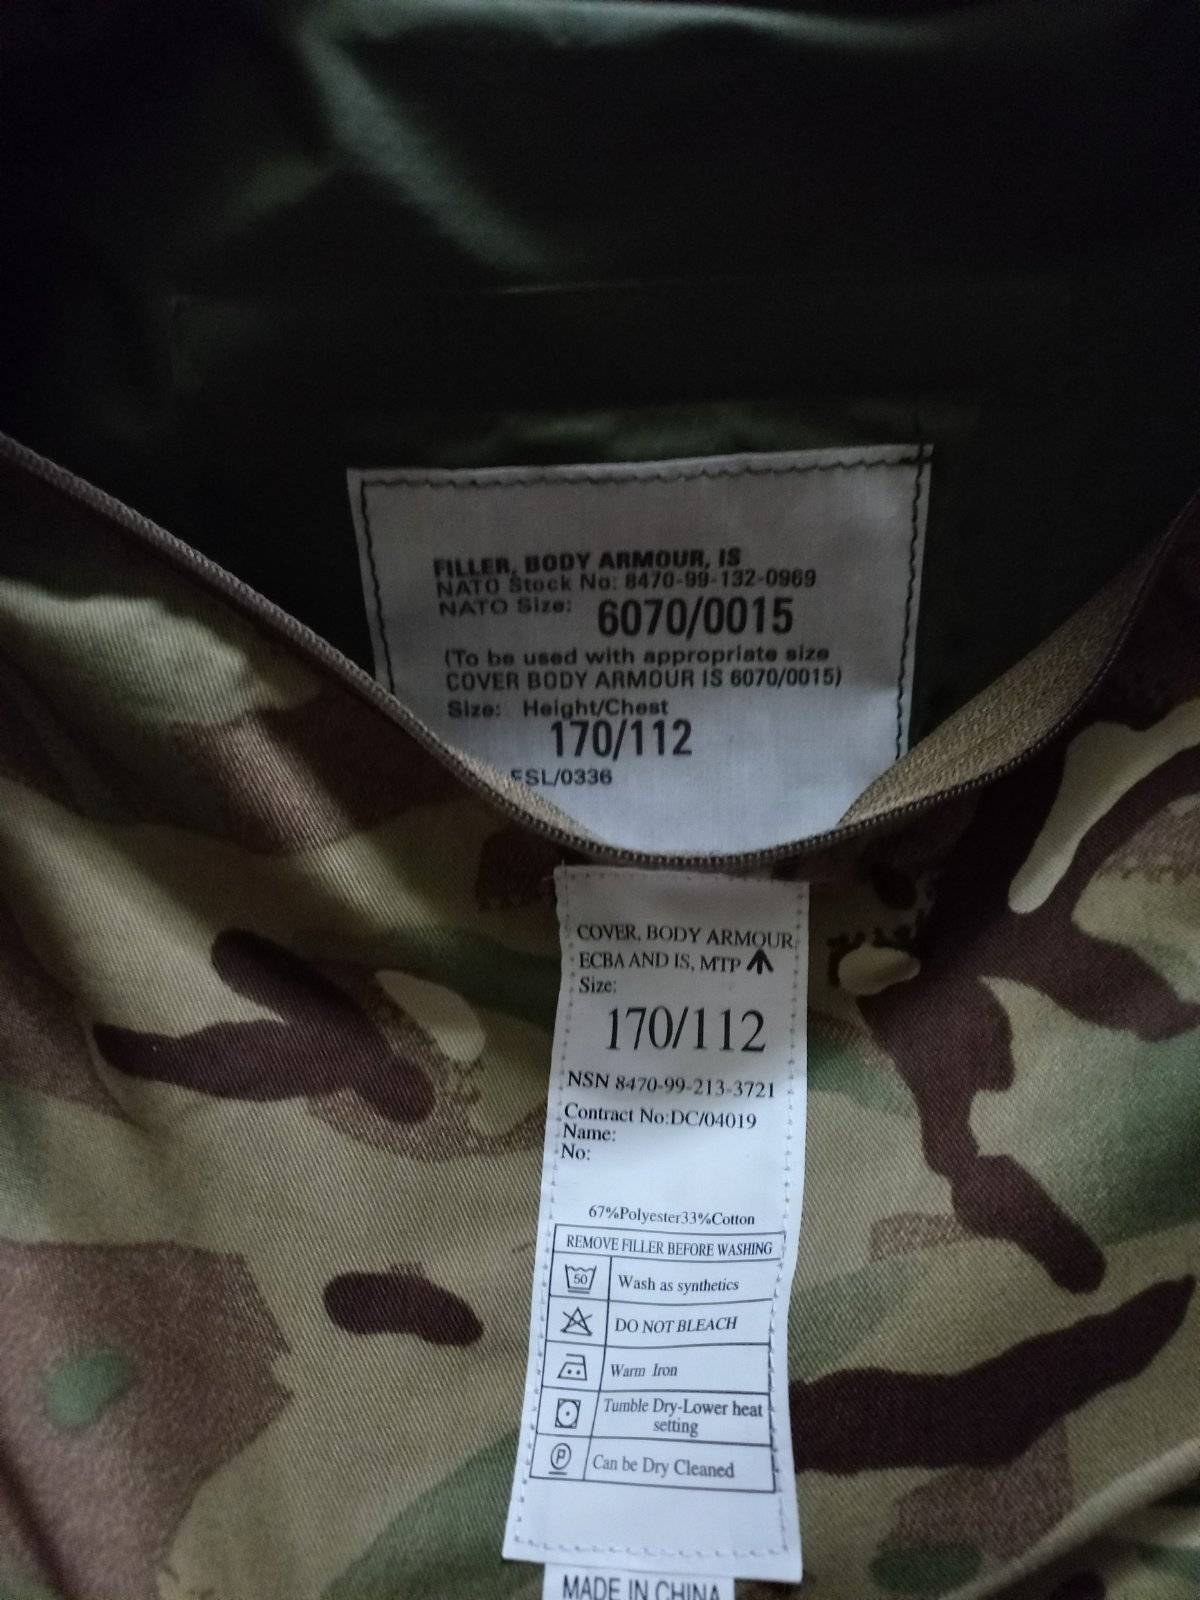 FILLER, BODY ARMOUR, IS
NATO Stock No: 8470-99-132-0969
NATO Size: 6070/0015
(To be used with appropriate size
COVER BODY ARMOUR IS 6070/0015)
Size: Height/Chest
170/112
ESL/0336
COVER, BODY ARMOUR,
ECBA AND IS, MTP
Size:
170/112
NSN 8470-99-213-3721
Contract No:DC/04019
Name:
No:
67%Polyester33%Cotton
REMOVE FILLER BEFORE WASHING
50 Wash as synthetics
DO NOT BLEACH
Warm Iron
Tumble Dry-Lower heat
setting
P Can be Dry Cleaned
MADE IN CHINA